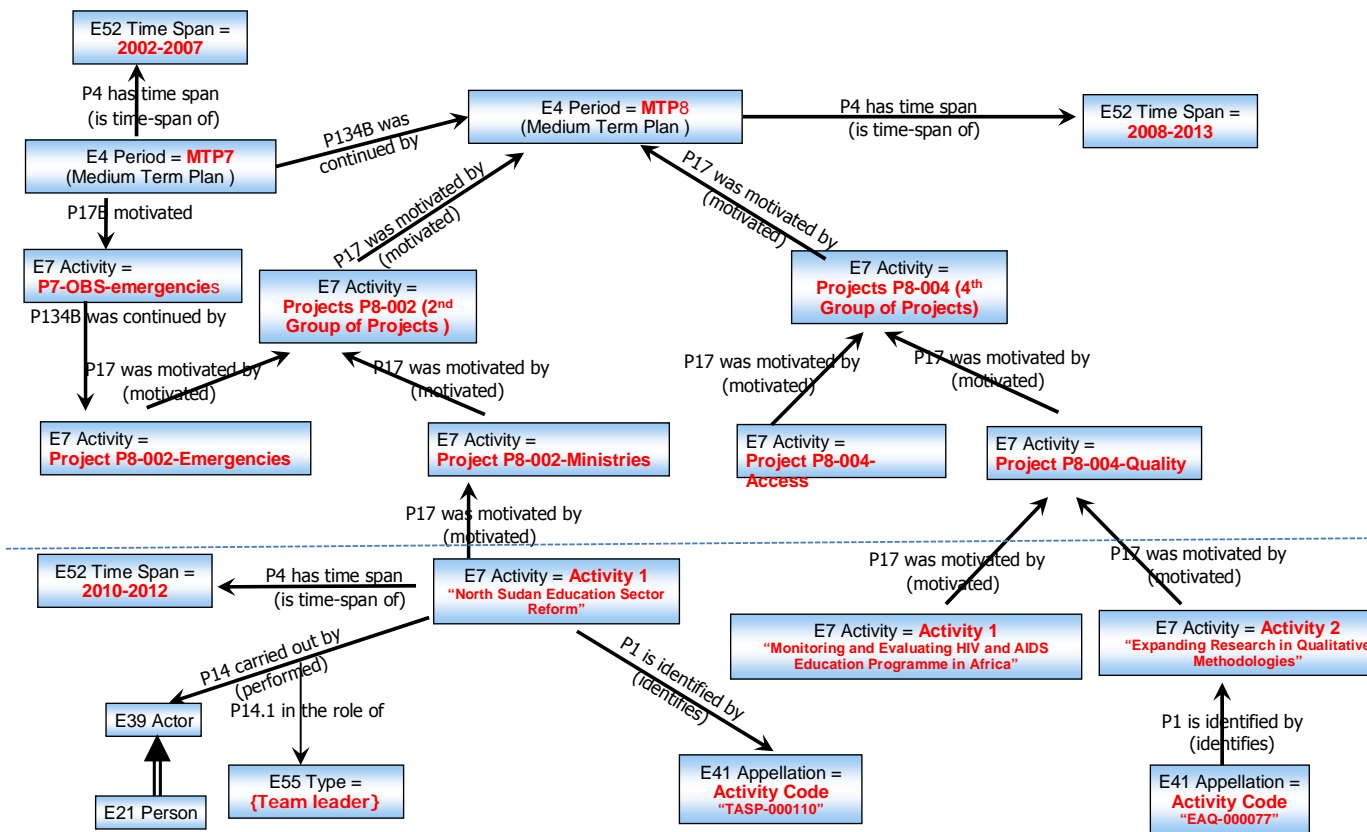 E52 Time Span =
2002-2007
P4 has time span
(is time-span of)
E4 Period = MTP7
(Medium Term Plan )
P134B was
continued by
E4 Period = MTP8
(Medium Term Plan )
P4 has time span
(is time-span of)
E52 Time Span =
2008-2013
P17B motivated
E7 Activity =
P7-OBS-emergencies
P134B was continued by
P17 was motivated by
(motivated)
P17 was motivated by
(motivated)
E7 Activity =
Projects P8-002 (2nd
Group of Projects )
E7 Activity =
Projects P8-004 (4th
Group of Projects)
P17 was motivated by
(motivated)
P17 was motivated by
(motivated)
P17 was motivated by
(motivated)
P17 was motivated by
(motivated)
E7 Activity =
Project P8-002-Emergencies
E7 Activity =
Project P8-002-Ministries
E7 Activity =
Project P8-004-
Access
E7 Activity =
Project P8-004-Quality
P17 was motivated by
(motivated)
P17 was motivated by
(motivated)
P17 was motivated by
(motivated)
E52 Time Span =
2010-2012
P4 has time span
(is time-span of)
E7 Activity = Activity 1
“North Sudan Education Sector
Reform”
E7 Activity = Activity 1
“Monitoring and Evaluating HIV and AIDS
Education Programme in Africa”
E7 Activity = Activity 2
“Expanding Research in Qualitative
Methodologies”
P14 carried out by
(performed)
P14.1 in the role of
P1 is identified by
(identifies)
P1 is identified by
(identifies)
E39 Actor
E21 Person
E55 Type =
{Team leader}
E41 Appellation =
Activity Code
“TASP-000110”
E41 Appellation =
Activity Code
“EAQ-000077”